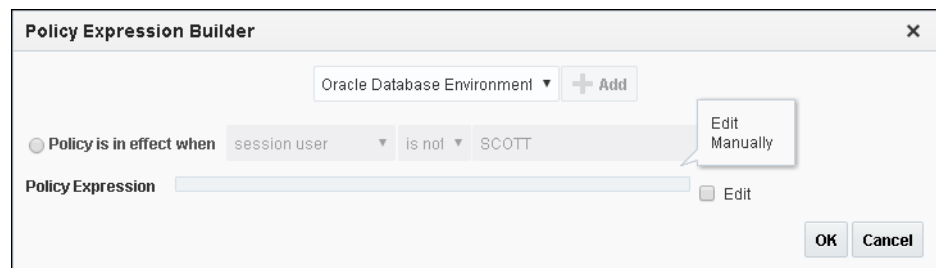 Policy Expression Builder
Oracle Database Environment Add
Edit
Manually
Policy is in effect when session user is not SCOTT
Policy Expression Edit
OK Cancel